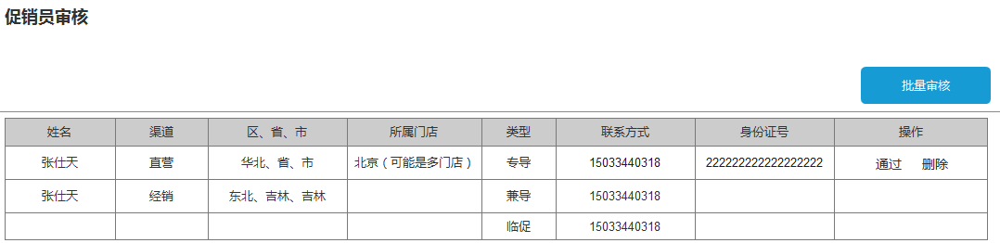 促销员审核
批量审核
姓名 渠道 区、省、市 所属门店 类型 联系方式 身份证号 操作
张仕天 直营 华北、省、市 北京（可能是多门店） 专导 15033440318 222222222222222222 通过 删除
张仕天 经销 东北、吉林、吉林 兼导 15033440318
临促 15033440318